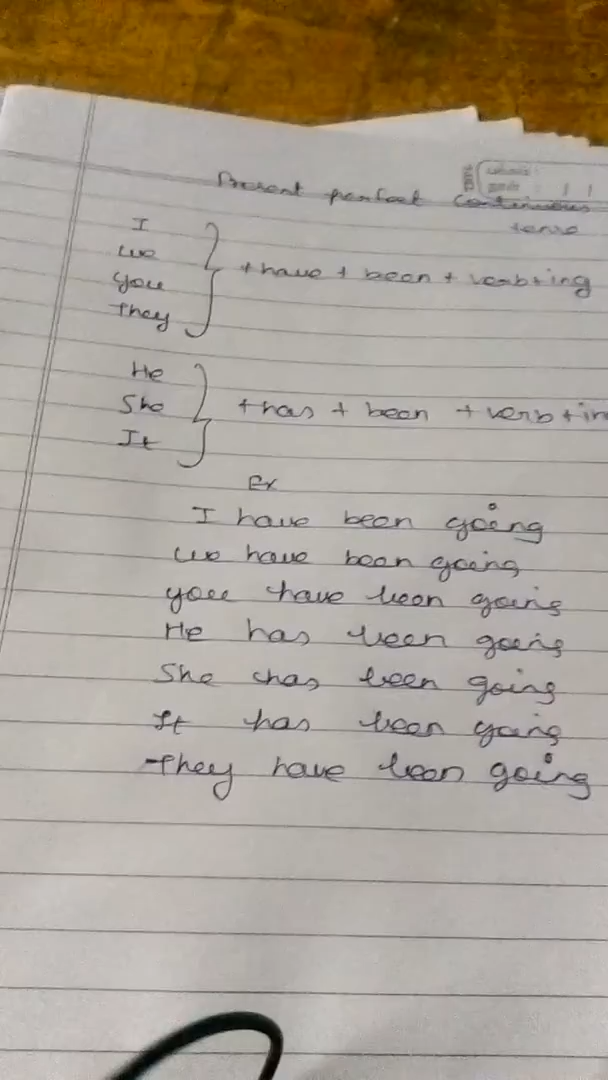 Present perfect Continuous
tense
I
we
you
They
+ have + been + verb + ing
He
She
It
+ has + been + verb + in
Ex
I have been going
we have been going
you have been going
He has been going
She has been going
It has been going
They have been going